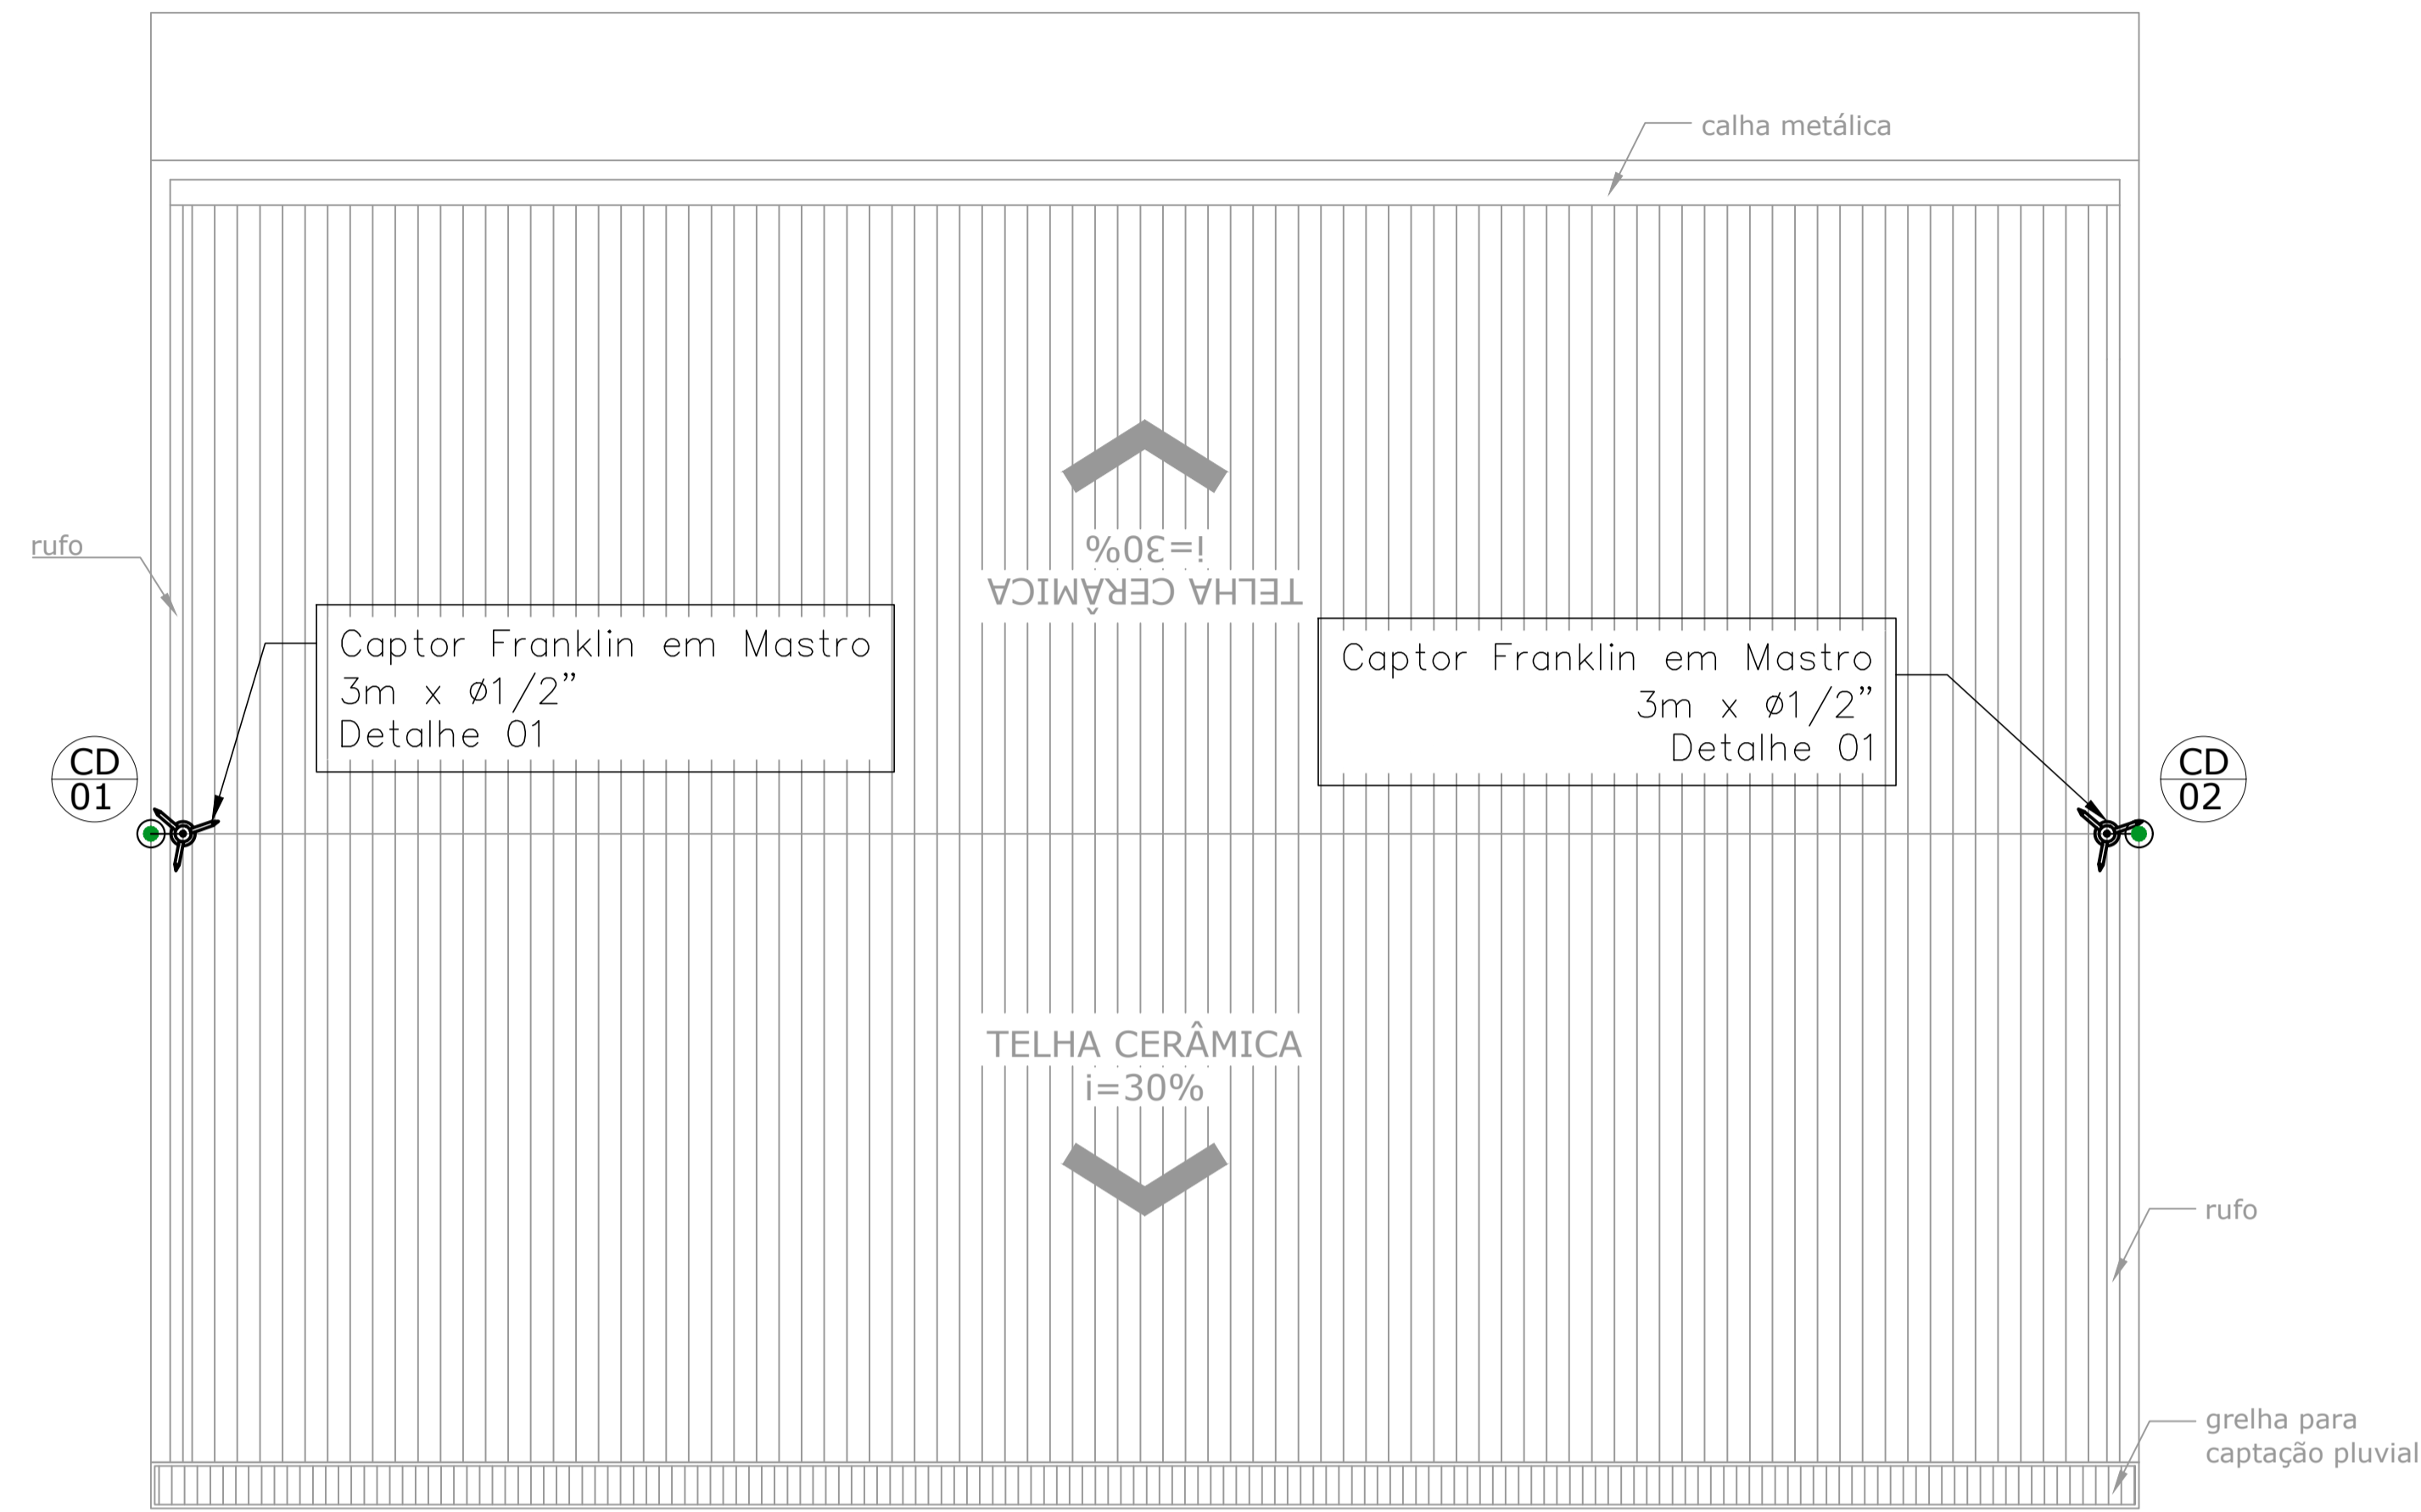 calha metálica
rufo
i=30%
TELHA CERÂMICA
Captor Franklin em Mastro
3m x ø1/2”
Detalhe 01
Captor Franklin em Mastro
3m x ø1/2”
Detalhe 01
CD
01
CD
02
TELHA CERÂMICA
i=30%
rufo
grelha para
captação pluvial